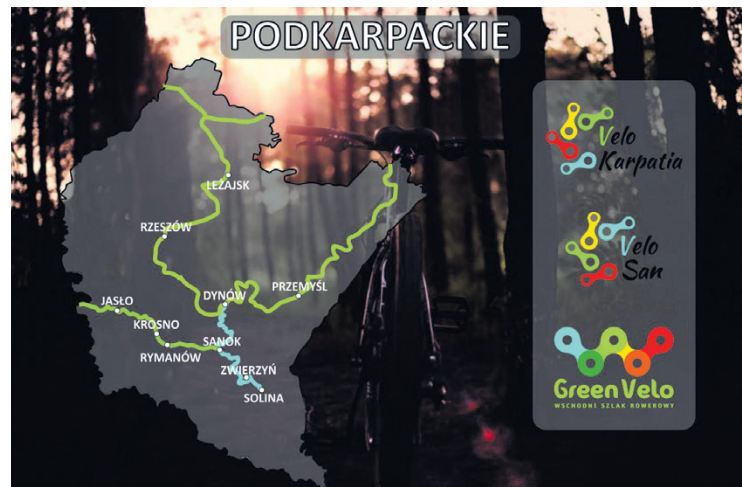 PODKARPACKIE
LEŻAJSK
RZESZÓW
DYNÓW
PRZEMYŚL
JASŁO
KROSNO
RYMANÓW
SANOK
ZWIERZYŃ
SOLINA
Velo
Karpatia
Velo
San
Green Velo
WSCHODNI SZLAK ROWEROWY